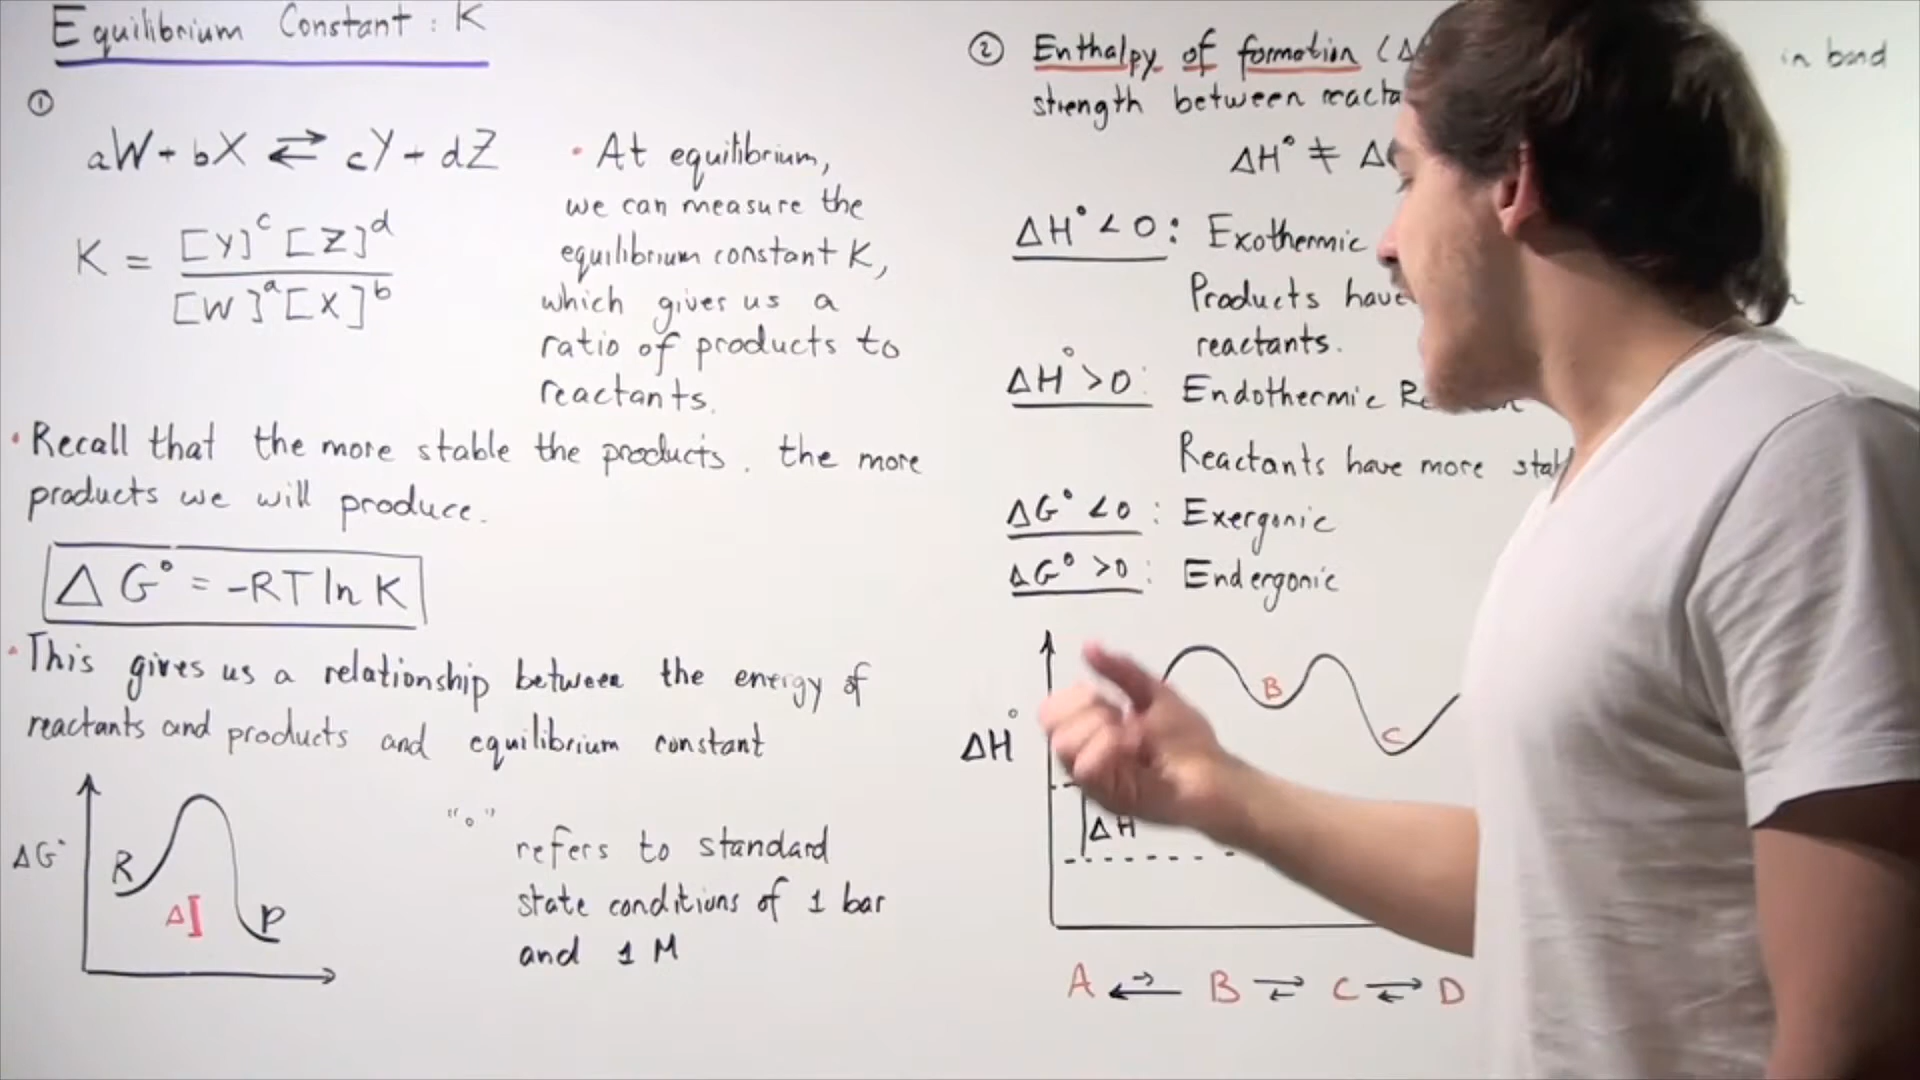 Equilibrium Constant: K
①
aW + bX ⇄ cY + dZ
K = [Y]ᶜ[Z]ᵈ
[W]ᵃ[X]ᵇ
• At equilibrium,
we can measure the
equilibrium constant K,
which gives us a
ratio of products to
reactants.
• Recall that the more stable the products, the more
products we will produce.
ΔG° = -RT ln K
• This gives us a relationship between the energy of
reactants and products and equilibrium constant
ΔG°
R
Δ
P
"°" refers to standard
state conditions of 1 bar
and 1 M
② Enthalpy of formation (Δ in bond
strength between
ΔH° ≠
ΔH° < 0: Exothermic
Products have
reactants.
ΔH° > 0: Endothermic
Reactants have more
ΔG° < 0: Exergonic
ΔG° > 0: Endergonic
B
C
ΔH°
ΔH
A ⇄ B ⇄ C ⇄ D